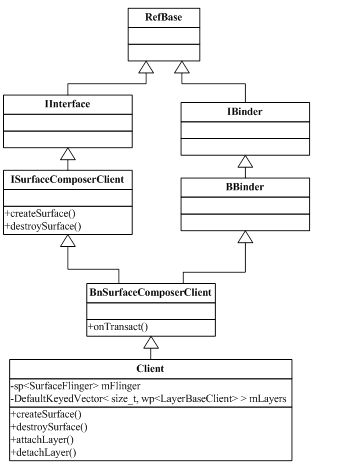 RefBase
IInterface
IBinder
ISurfaceComposerClient
+createSurface()
+destroySurface()
BBinder
BnSurfaceComposerClient
+onTransact()
Client
-sp<SurfaceFlinger> mFlinger
-DefaultKeyedVector< size_t, wp<LayerBaseClient> > mLayers
+createSurface()
+destroySurface()
+attachLayer()
+detachLayer()